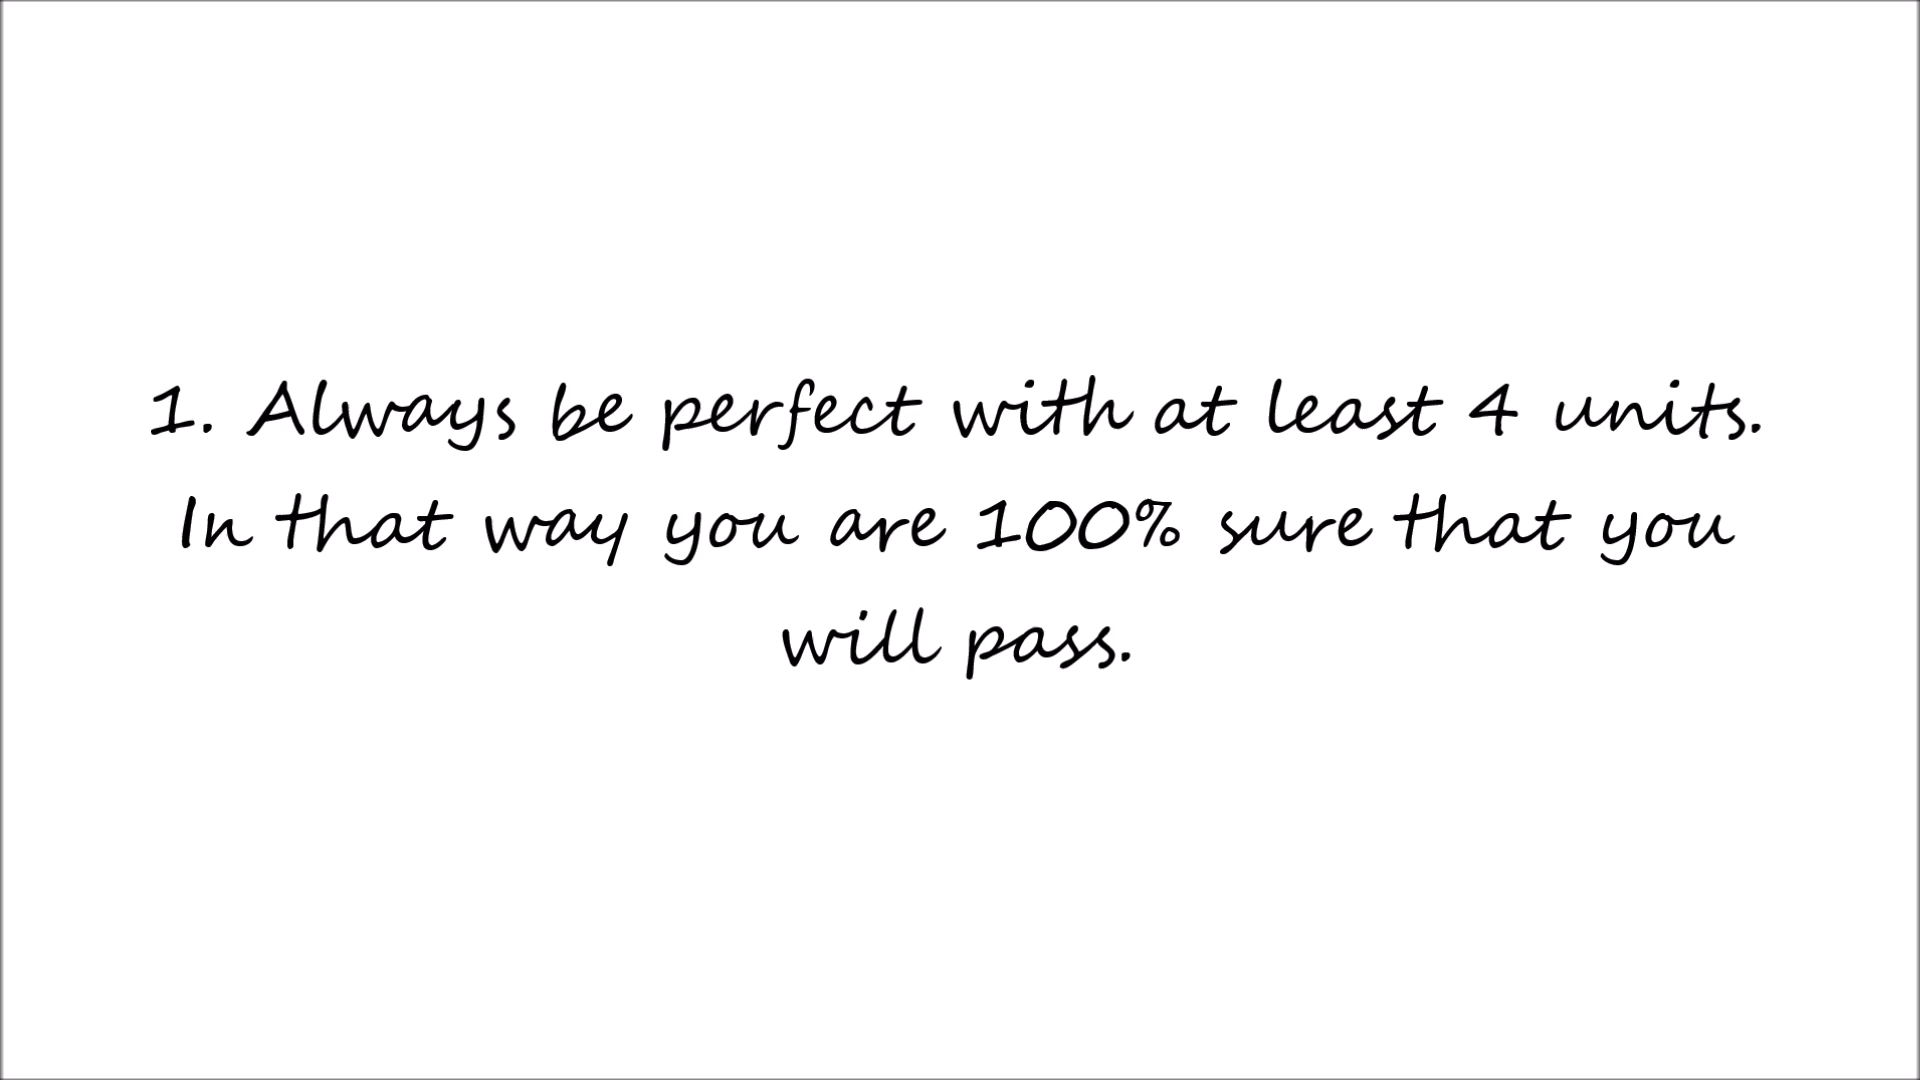 1. Always be perfect with at least 4 units.
In that way you are 100% sure that you
will pass.